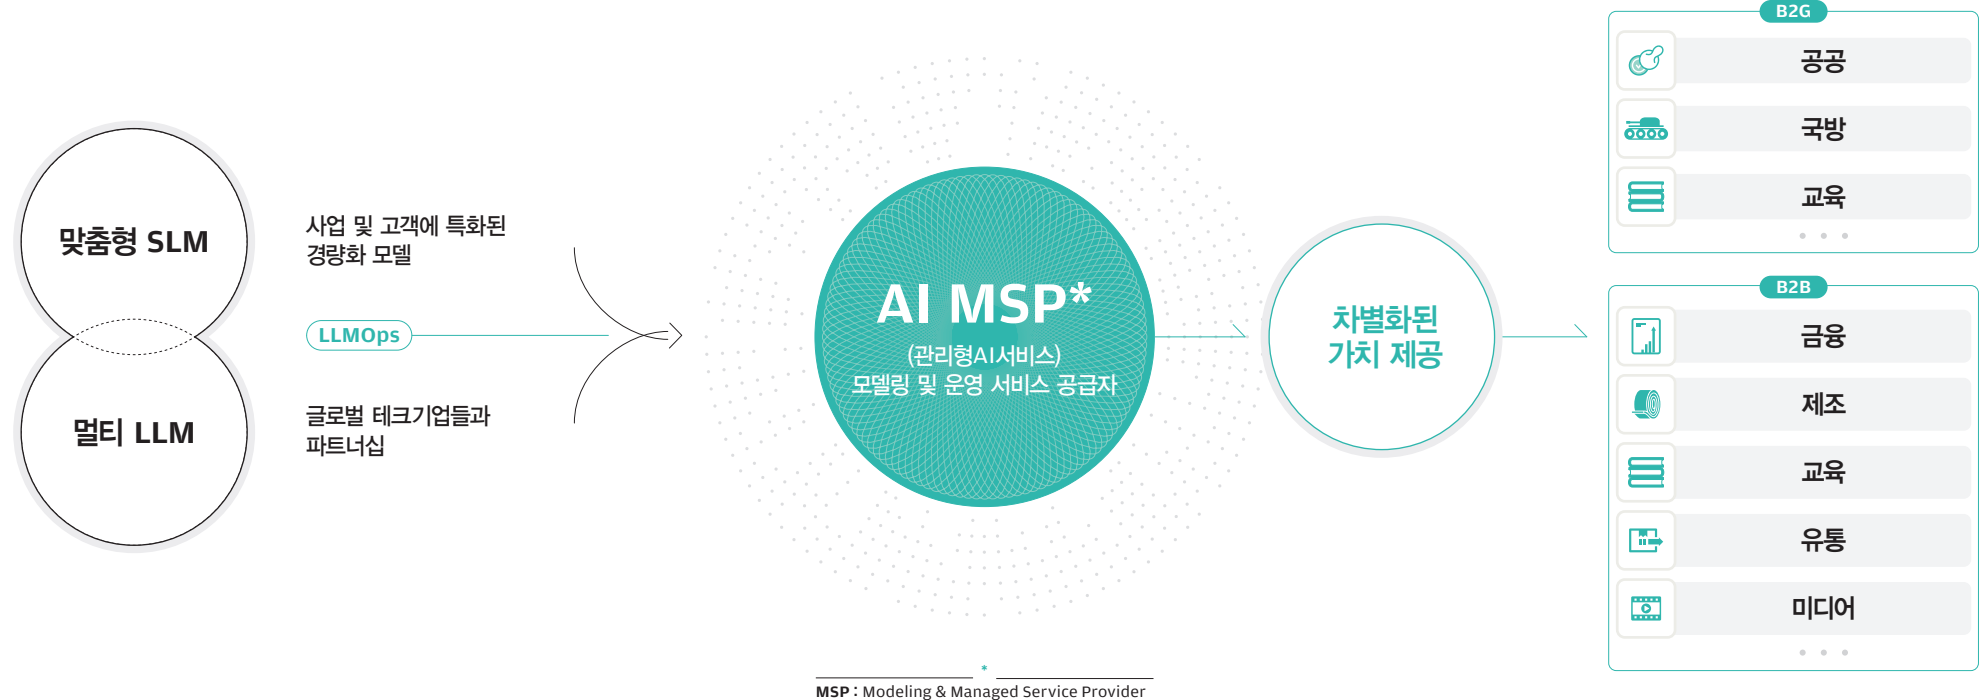 맞춤형 SLM
멀티 LLM
사업 및 고객에 특화된
경량화 모델
LLMOps
글로벌 테크기업들과
파트너십
AI MSP*
(관리형AI서비스)
모델링 및 운영 서비스 공급자
차별화된
가치 제공
B2G
공공
국방
교육
• • •
B2B
금융
제조
교육
유통
미디어
• • •
*
MSP : Modeling & Managed Service Provider